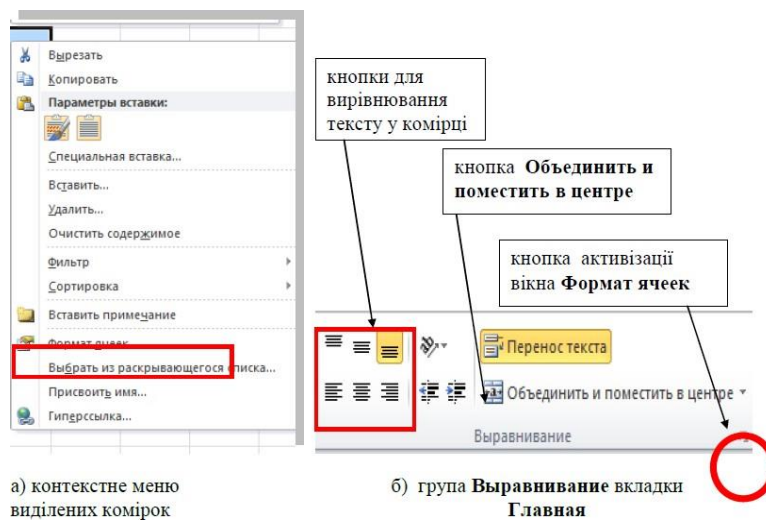 Вырезать
Копировать
Параметры вставки:
Специальная вставка...
Вставить...
Удалить...
Очистить содержимое
Фильтр
Сортировка
Вставить примечание
Формат ячеек...
Выбрать из раскрывающегося списка...
Присвоить имя...
Гиперссылка...
а) контекстне меню
виділених комірок
кнопки для
вирівнювання
тексту у комірці
кнопка Объединить и
поместить в центре
кнопка активізації
вікна Формат ячеек
Перенос текста
Объединить и поместить в центре
Выравнивание
б) група Выравнивание вкладки
Главная